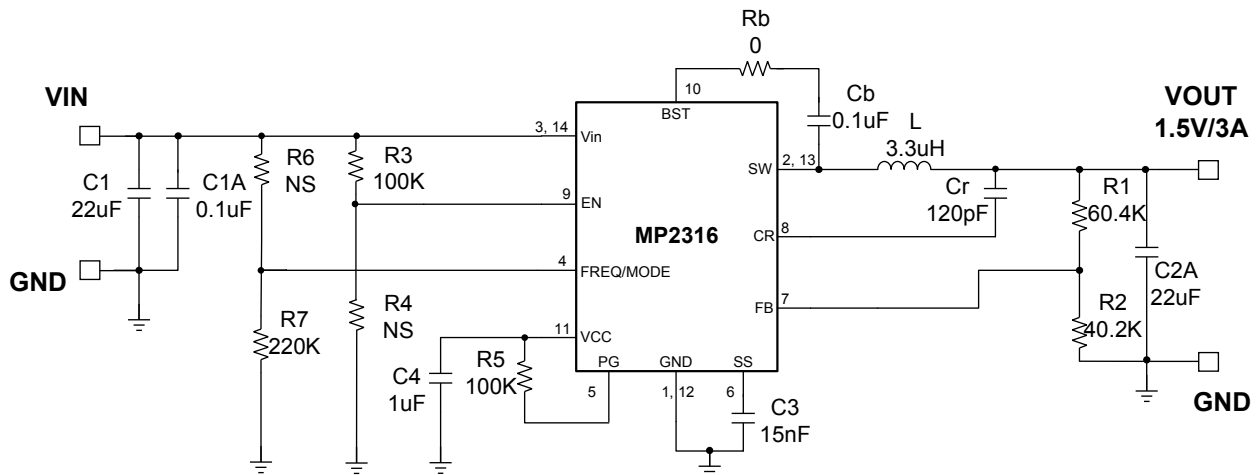 Rb
0
10
BST
Cb
0.1uF
VIN
VOUT
1.5V/3A
3, 14
Vin
L
3.3uH
SW
2, 13
R6
NS
R3
100K
C1
22uF
C1A
0.1uF
9
EN
Cr
120pF
R1
60.4K
MP2316
CR
8
GND
4
FREQ/MODE
C2A
22uF
R4
NS
FB
7
R2
40.2K
R7
220K
11
VCC
R5
100K
PG
GND
SS
C4
1uF
5
1, 12
6
C3
15nF
GND